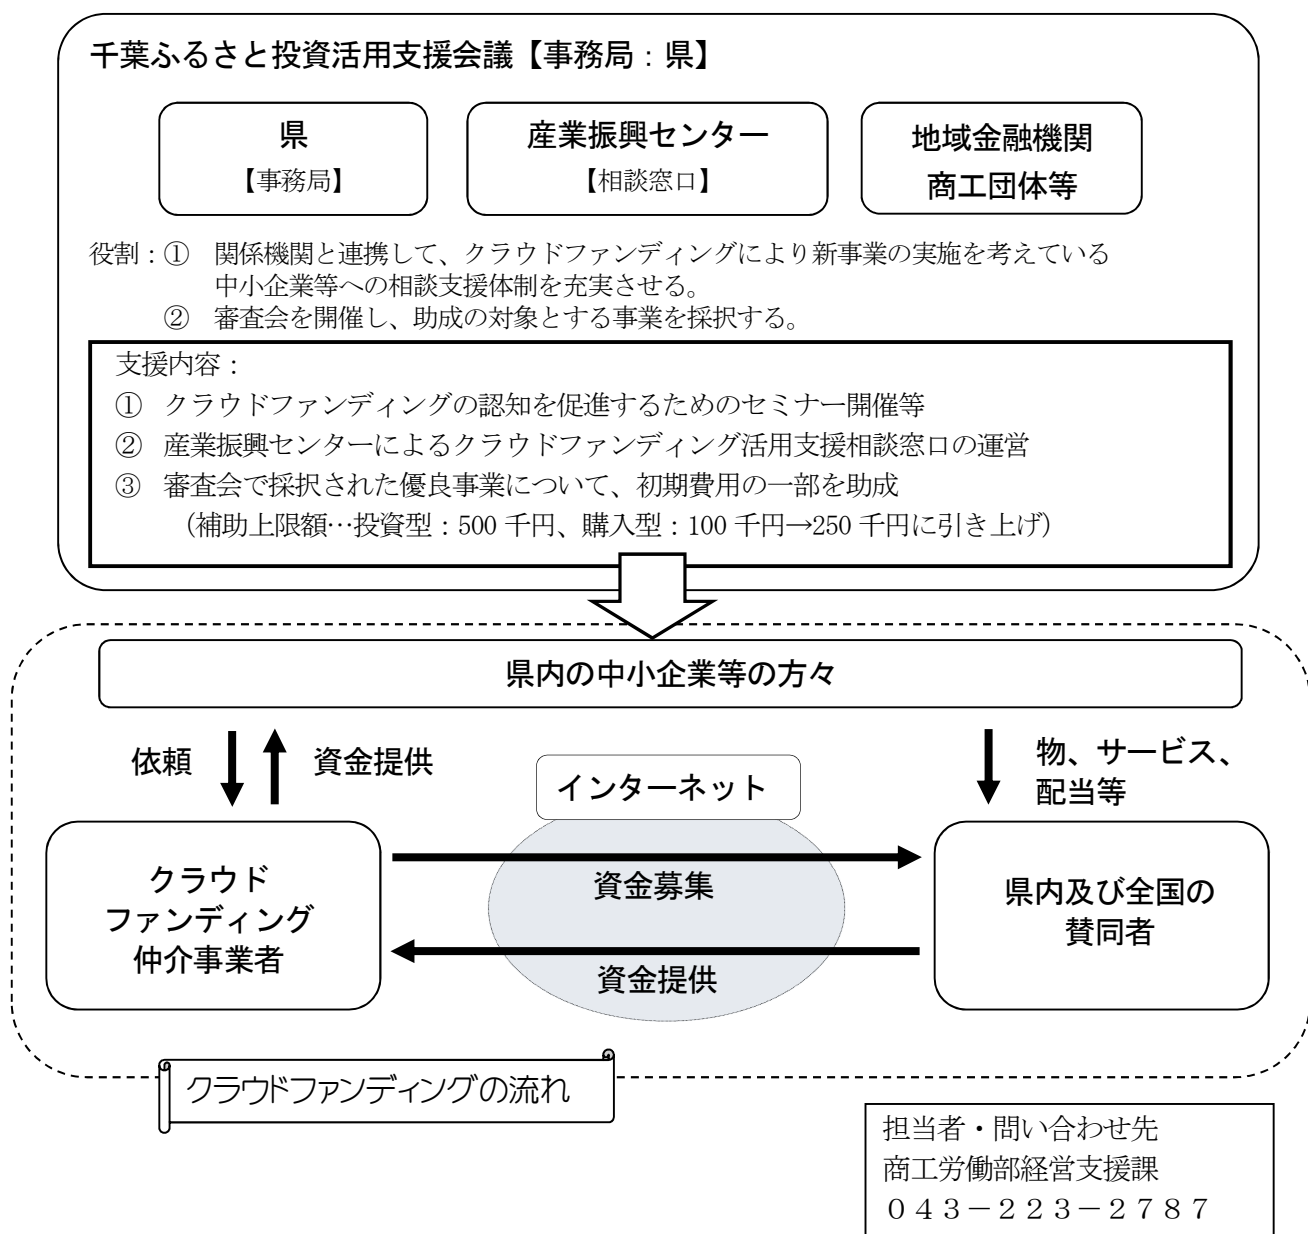 千葉ふるさと投資活用支援会議【事務局：県】
県
【事務局】
産業振興センター
【相談窓口】
地域金融機関
商工団体等
役割：① 関係機関と連携して、クラウドファンディングにより新事業の実施を考えている
中小企業等への相談支援体制を充実させる。
② 審査会を開催し、助成の対象とする事業を採択する。
支援内容：
① クラウドファンディングの認知を促進するためのセミナー開催等
② 産業振興センターによるクラウドファンディング活用支援相談窓口の運営
③ 審査会で採択された優良事業について、初期費用の一部を助成
（補助上限額…投資型：500 千円、購入型：100 千円→250 千円に引き上げ）
県内の中小企業等の方々
依頼
資金提供
物、サービス、
配当等
インターネット
クラウド
ファンディング
仲介事業者
資金募集
資金提供
県内及び全国の
賛同者
クラウドファンディングの流れ
担当者・問い合わせ先
商工労働部経営支援課
０４３－２２３－２７８７